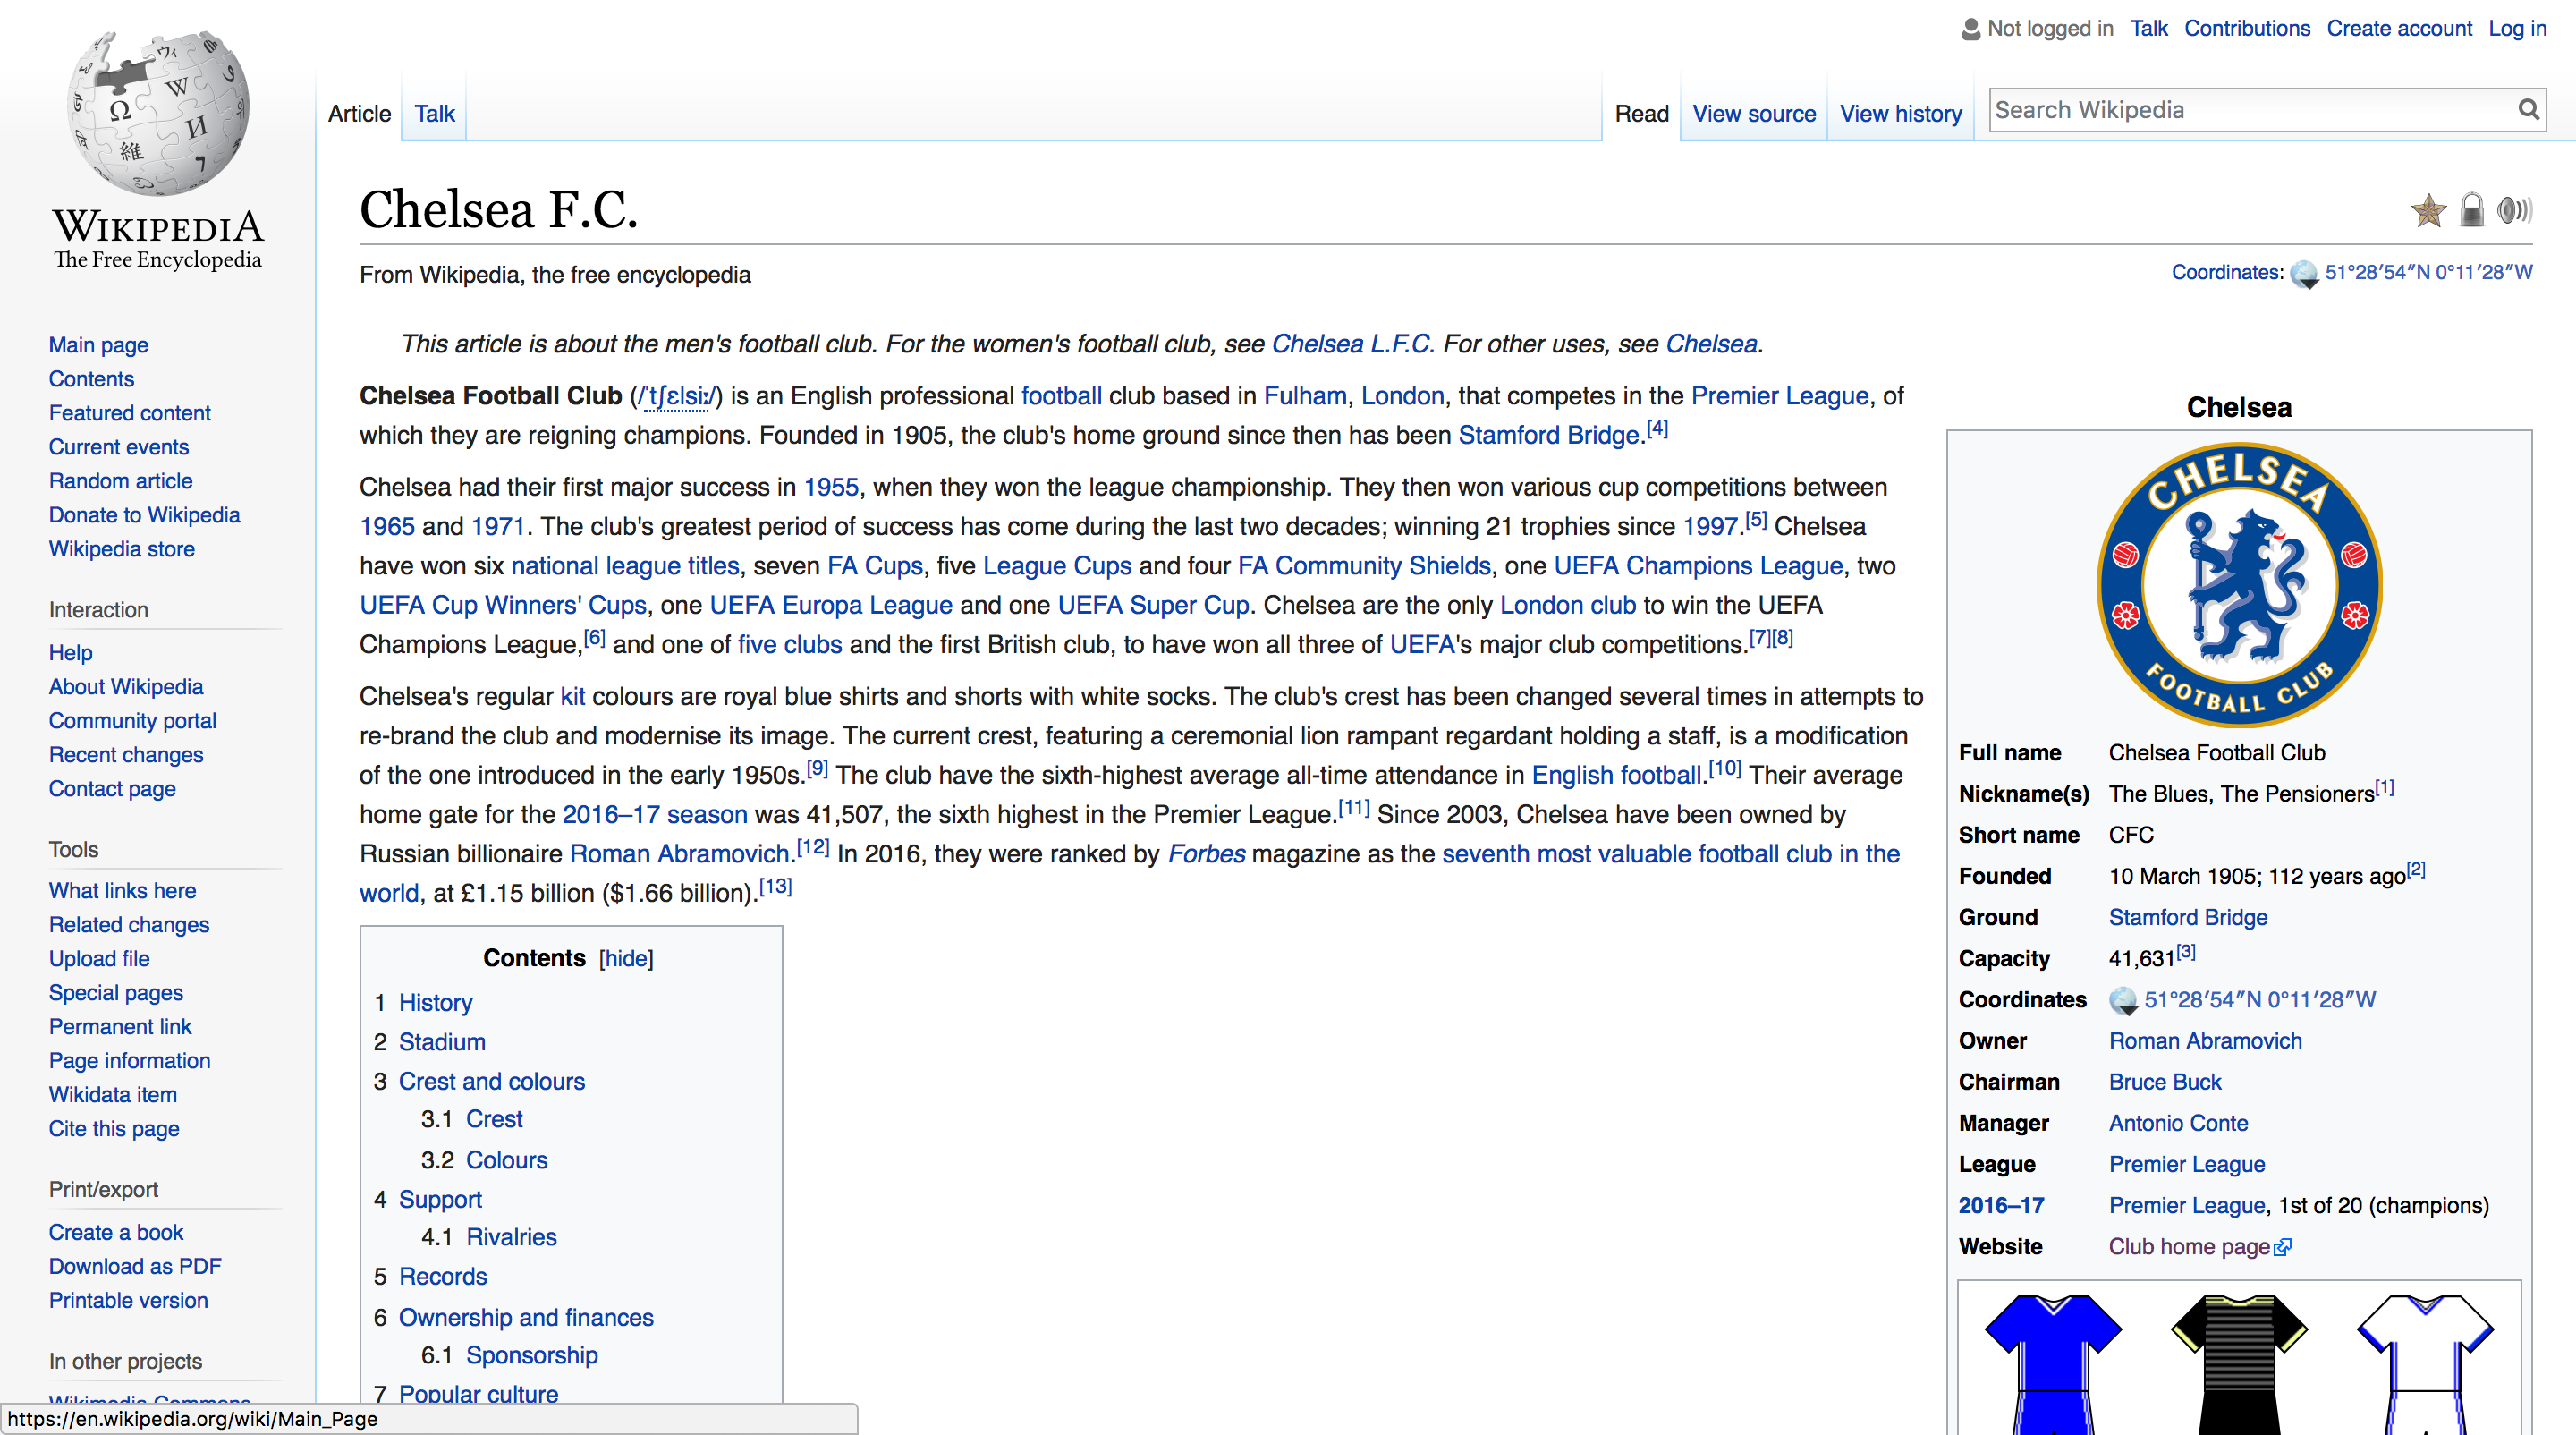 Not logged in Talk Contributions Create account Log in
Article Talk Read View source View history Search Wikipedia
WIKIPEDIA
The Free Encyclopedia
Main page
Contents
Featured content
Current events
Random article
Donate to Wikipedia
Wikipedia store
Interaction
Help
About Wikipedia
Community portal
Recent changes
Contact page
Tools
What links here
Related changes
Upload file
Special pages
Permanent link
Page information
Wikidata item
Cite this page
Print/export
Create a book
Download as PDF
Printable version
In other projects
Wikimedia Commons
https://en.wikipedia.org/wiki/Main_Page
Chelsea F.C.
From Wikipedia, the free encyclopedia
Coordinates: 51°28′54″N 0°11′28″W
This article is about the men's football club. For the women's football club, see Chelsea L.F.C. For other uses, see Chelsea.
Chelsea Football Club (/ˈtʃɛlsiː/) is an English professional football club based in Fulham, London, that competes in the Premier League, of
which they are reigning champions. Founded in 1905, the club's home ground since then has been Stamford Bridge.[4]
Chelsea had their first major success in 1955, when they won the league championship. They then won various cup competitions between
1965 and 1971. The club's greatest period of success has come during the last two decades; winning 21 trophies since 1997.[5] Chelsea
have won six national league titles, seven FA Cups, five League Cups and four FA Community Shields, one UEFA Champions League, two
UEFA Cup Winners' Cups, one UEFA Europa League and one UEFA Super Cup. Chelsea are the only London club to win the UEFA
Champions League,[6] and one of five clubs and the first British club, to have won all three of UEFA's major club competitions.[7][8]
Chelsea's regular kit colours are royal blue shirts and shorts with white socks. The club's crest has been changed several times in attempts to
re-brand the club and modernise its image. The current crest, featuring a ceremonial lion rampant regardant holding a staff, is a modification
of the one introduced in the early 1950s.[9] The club have the sixth-highest average all-time attendance in English football.[10] Their average
home gate for the 2016–17 season was 41,507, the sixth highest in the Premier League.[11] Since 2003, Chelsea have been owned by
Russian billionaire Roman Abramovich.[12] In 2016, they were ranked by Forbes magazine as the seventh most valuable football club in the
world, at £1.15 billion ($1.66 billion).[13]
Contents [hide]
1 History
2 Stadium
3 Crest and colours
3.1 Crest
3.2 Colours
4 Support
4.1 Rivalries
5 Records
6 Ownership and finances
6.1 Sponsorship
7 Popular culture
Chelsea
CHELSEA
FOOTBALL CLUB
Full name Chelsea Football Club
Nickname(s) The Blues, The Pensioners[1]
Short name CFC
Founded 10 March 1905; 112 years ago[2]
Ground Stamford Bridge
Capacity 41,631[3]
Coordinates 51°28′54″N 0°11′28″W
Owner Roman Abramovich
Chairman Bruce Buck
Manager Antonio Conte
League Premier League
2016–17 Premier League, 1st of 20 (champions)
Website Club home page